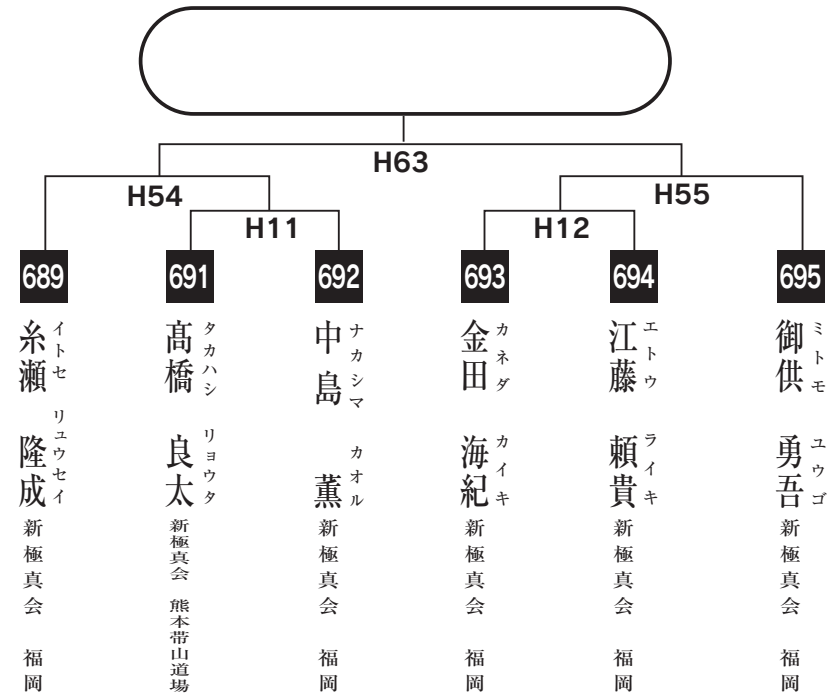 H63
H54
H55
H11
H12
689
691
692
693
694
695
糸瀬 隆成
イトセ リュウセイ
新極真会 福岡
髙橋 良太
タカハシ リョウタ
新極真会 熊本帯山道場
中島 薫
ナカシマ カオル
新極真会 福岡
金田 海紀
カネダ カイキ
新極真会 福岡
江藤 頼貴
エトウ ライキ
新極真会 福岡
御供 勇吾
ミトモ ユウゴ
新極真会 福岡